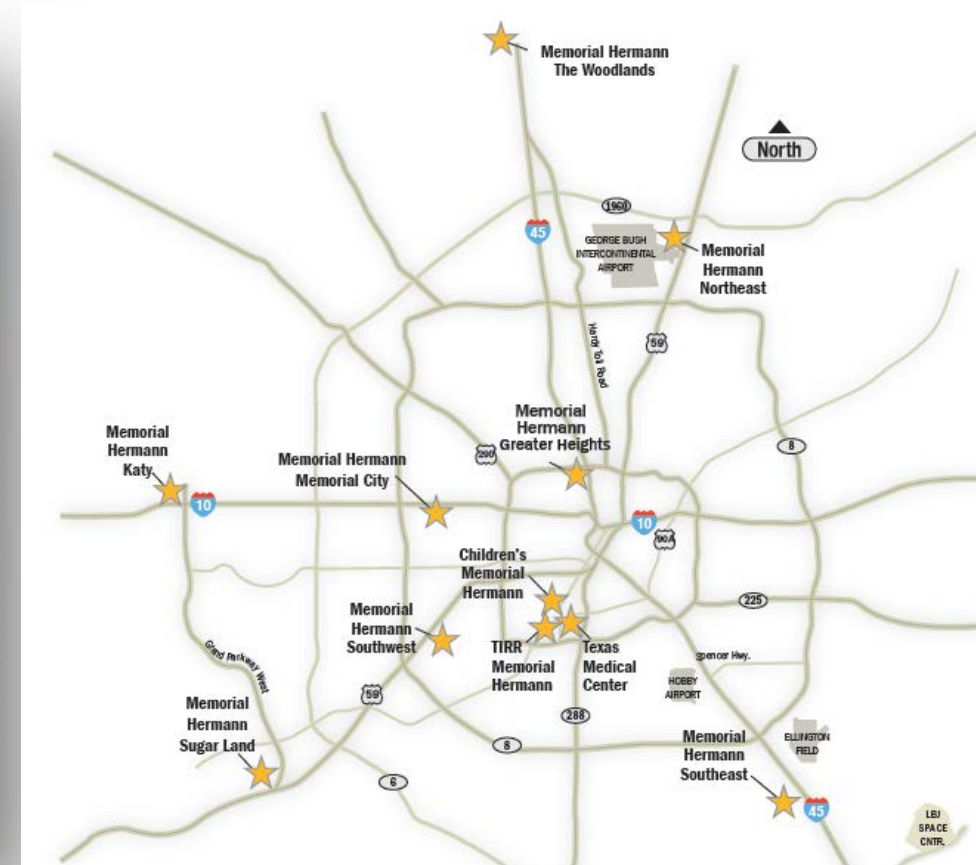 Memorial Hermann
The Woodlands
North
1960
45
GEORGE BUSH
INTERCONTINENTAL
AIRPORT
Memorial
Hermann
Northeast
59
Hardy Toll Road
Memorial
Hermann
Greater Heights
8
Memorial
Hermann
Katy
Memorial Hermann
Memorial City
290
10
10
90A
Children's
Memorial
Hermann
225
Memorial
Hermann
Southwest
TIRR
Memorial
Hermann
Texas
Medical
Center
Spencer Hwy.
Grand Parkway West
HOBBY
AIRPORT
59
Memorial
Hermann
Sugar Land
288
8
Memorial
Hermann
Southeast
ELLINGTON
FIELD
6
45
LBJ
SPACE
CNTR.